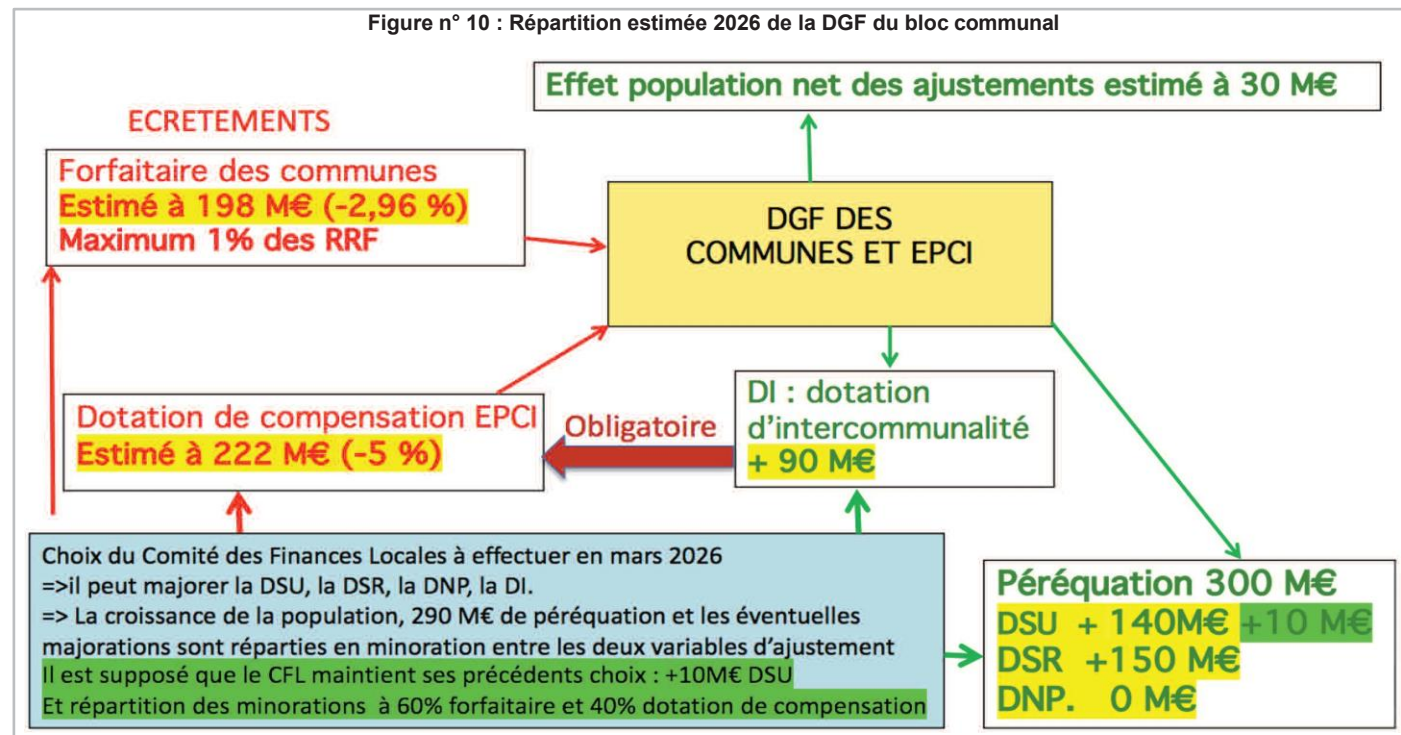 Figure n° 10 : Répartition estimée 2026 de la DGF du bloc communal
Effet population net des ajustements estimé à 30 M€
ECRETEMENTS
Forfaitaire des communes
Estimé à 198 M€ (-2,96 %)
Maximum 1% des RRF
DGF DES
COMMUNES ET EPCI
Dotation de compensation EPCI
Estimé à 222 M€ (-5 %)
Obligatoire
DI : dotation
d’intercommunalité
+ 90 M€
Choix du Comité des Finances Locales à effectuer en mars 2026
=>il peut majorer la DSU, la DSR, la DNP, la DI.
=> La croissance de la population, 290 M€ de péréquation et les éventuelles
majorations sont réparties en minoration entre les deux variables d’ajustement
Il est supposé que le CFL maintient ses précédents choix : +10M€ DSU
Et répartition des minorations à 60% forfaitaire et 40% dotation de compensation
Péréquation 300 M€
DSU + 140M€ +10 M€
DSR +150 M€
DNP. 0 M€